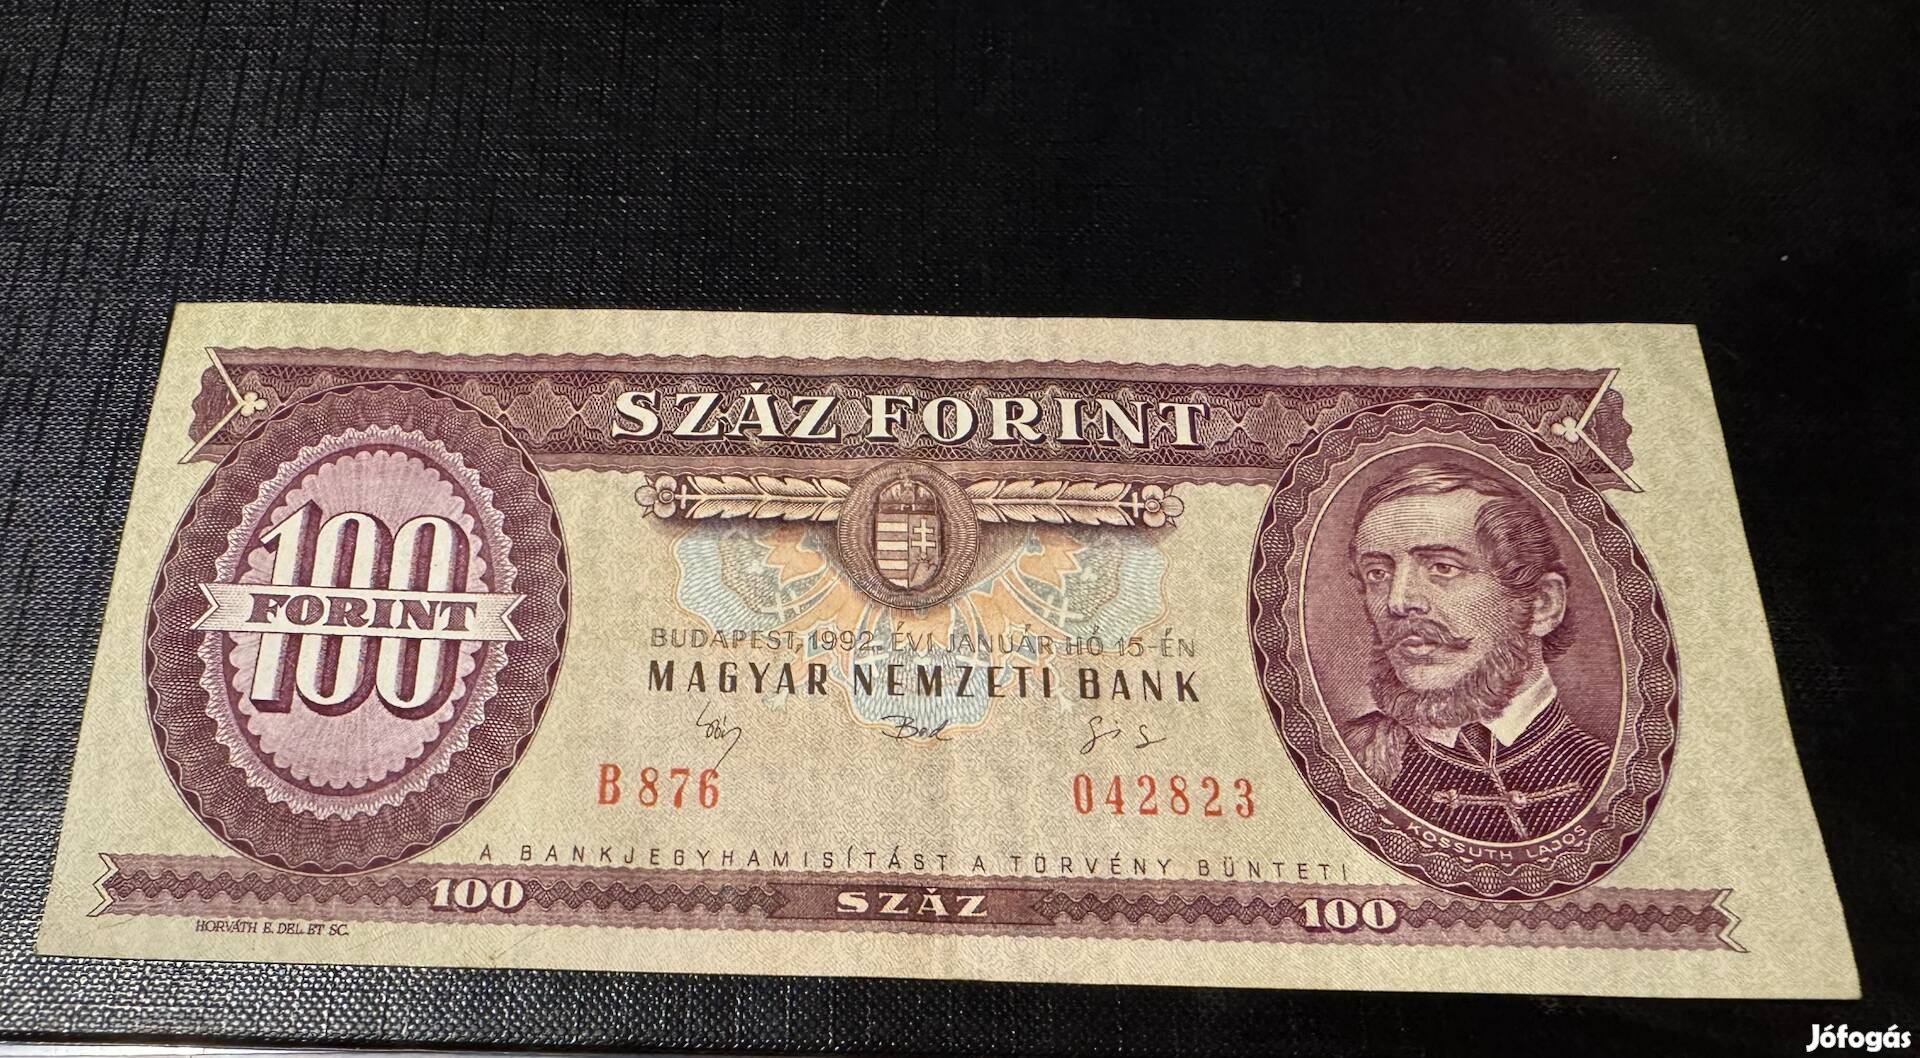 SZÁZ FORINT
100
FORINT
BUDAPEST, 1992. ÉVI JANUÁR HÓ 15-ÉN
MAGYAR NEMZETI BANK
B 876 042823
KOSSUTH LAJOS
A BANKJEGYHAMISÍTÁST A TÖRVÉNY BÜNTETI
100 SZÁZ 100
HORVÁTH E. DEL. ET SC.
Jófogás